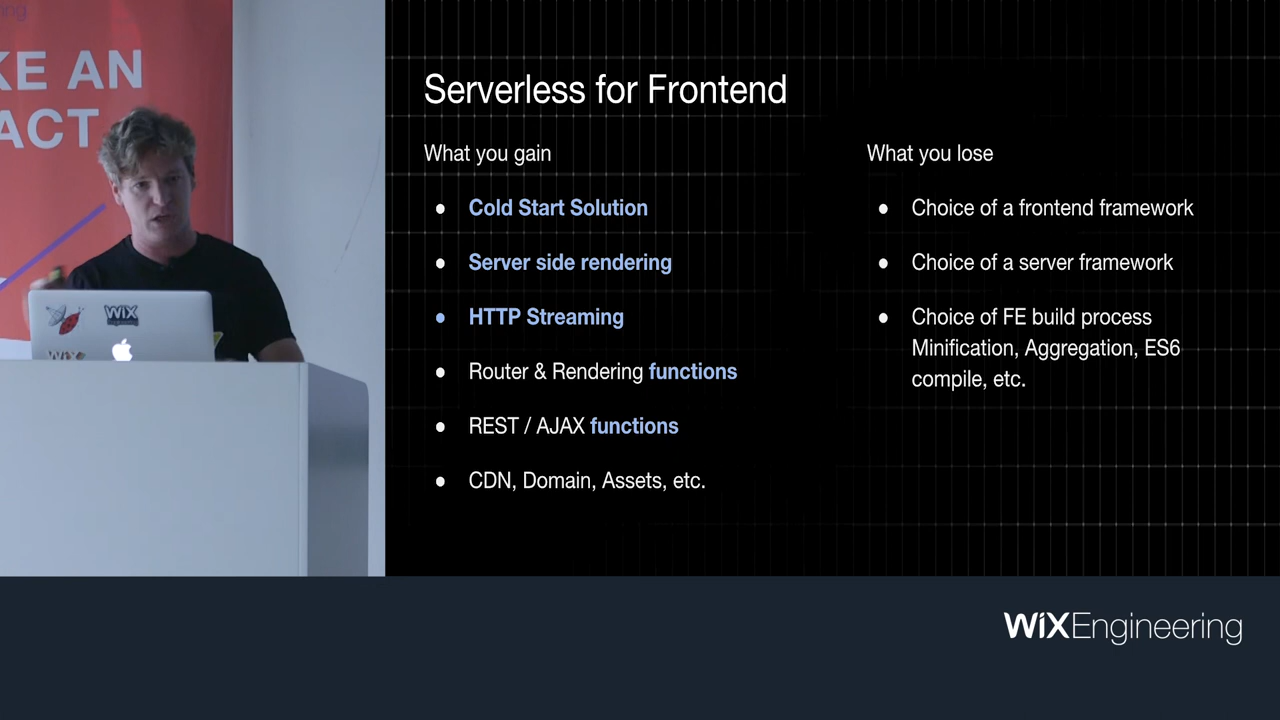 ing
KE AN
ACT
WIX
WIX
Serverless for Frontend
What you gain
● Cold Start Solution
● Server side rendering
● HTTP Streaming
● Router & Rendering functions
● REST / AJAX functions
● CDN, Domain, Assets, etc.
What you lose
● Choice of a frontend framework
● Choice of a server framework
● Choice of FE build process
Minification, Aggregation, ES6
compile, etc.
WIXEngineering